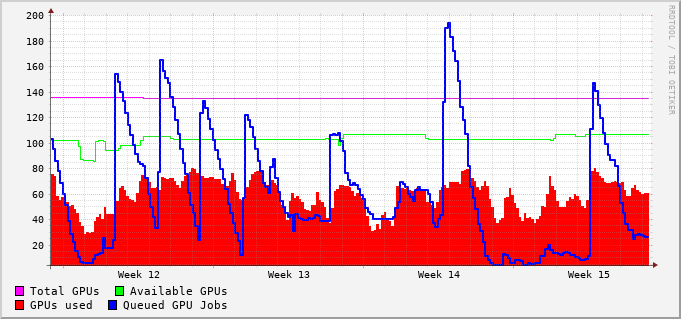 200
180
160
140
120
100
80
60
40
20
Week 12 Week 13 Week 14 Week 15
Total GPUs Available GPUs
GPUs used Queued GPU Jobs
RRDTOOL / TOBI OETIKER